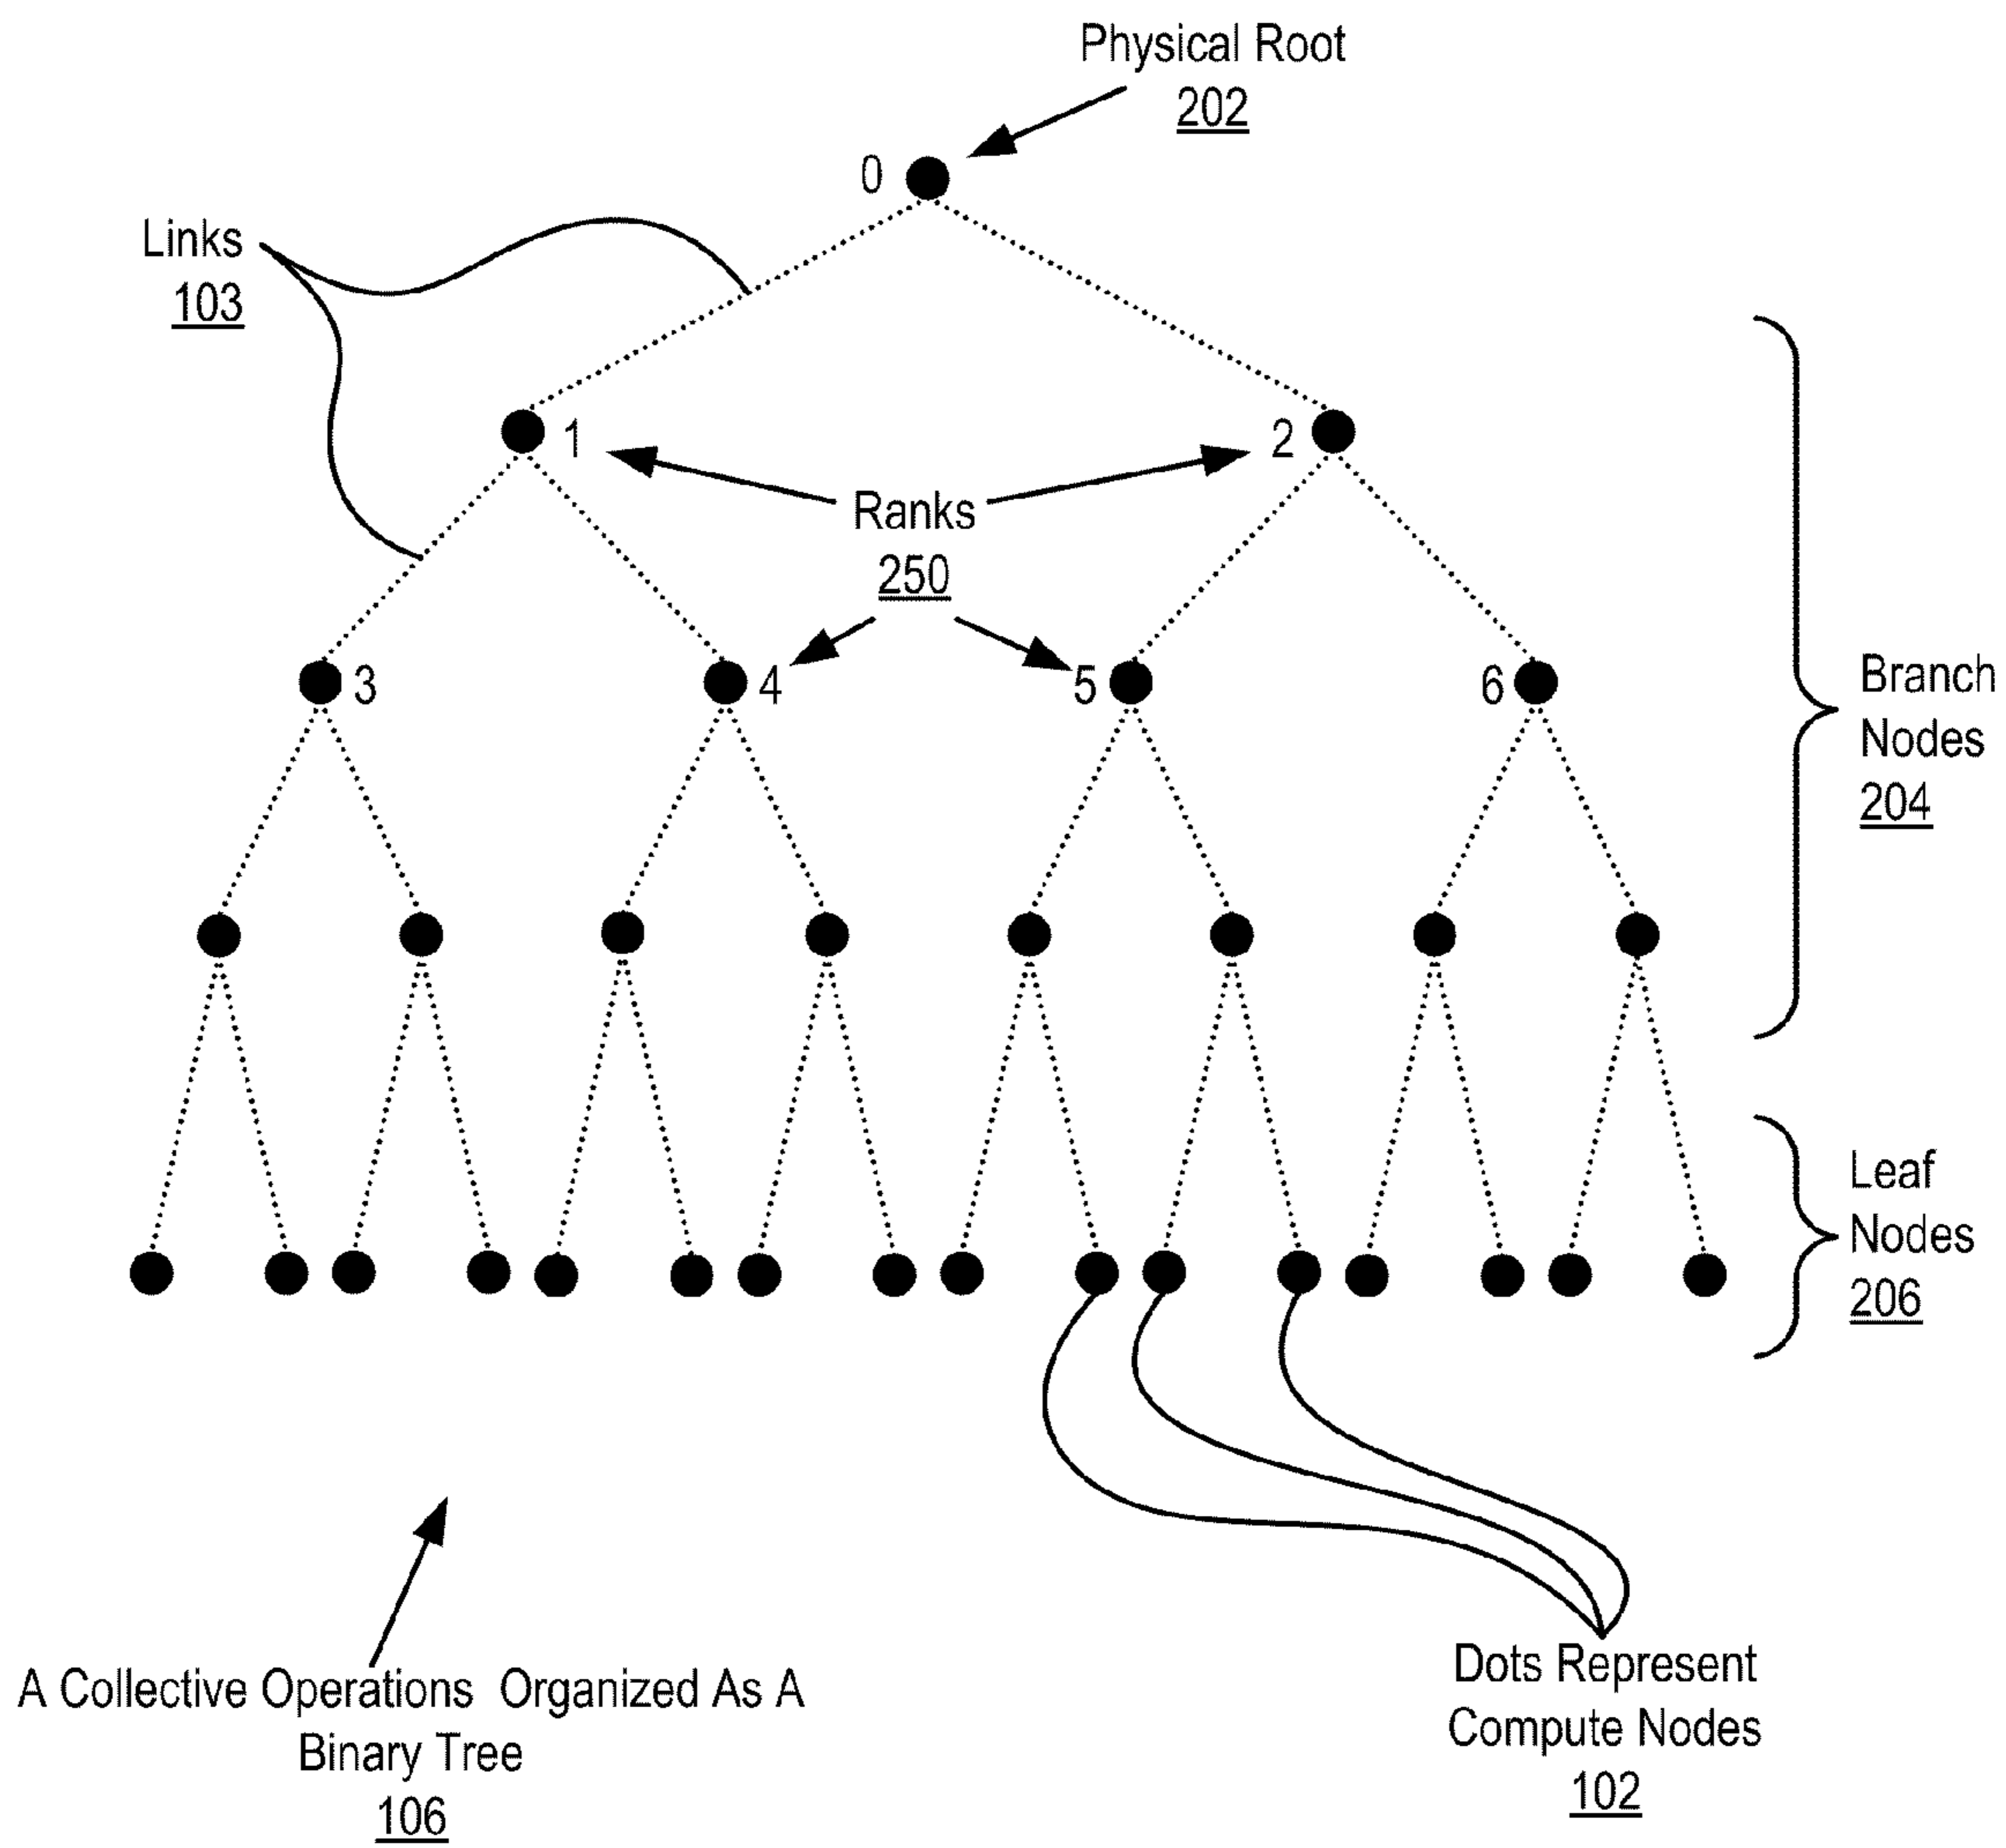 Physical Root
202
0
Links
103
1
2
Ranks
250
3
4
5
6
Branch
Nodes
204
Leaf
Nodes
206
A Collective Operations Organized As A
Binary Tree
106
Dots Represent
Compute Nodes
102